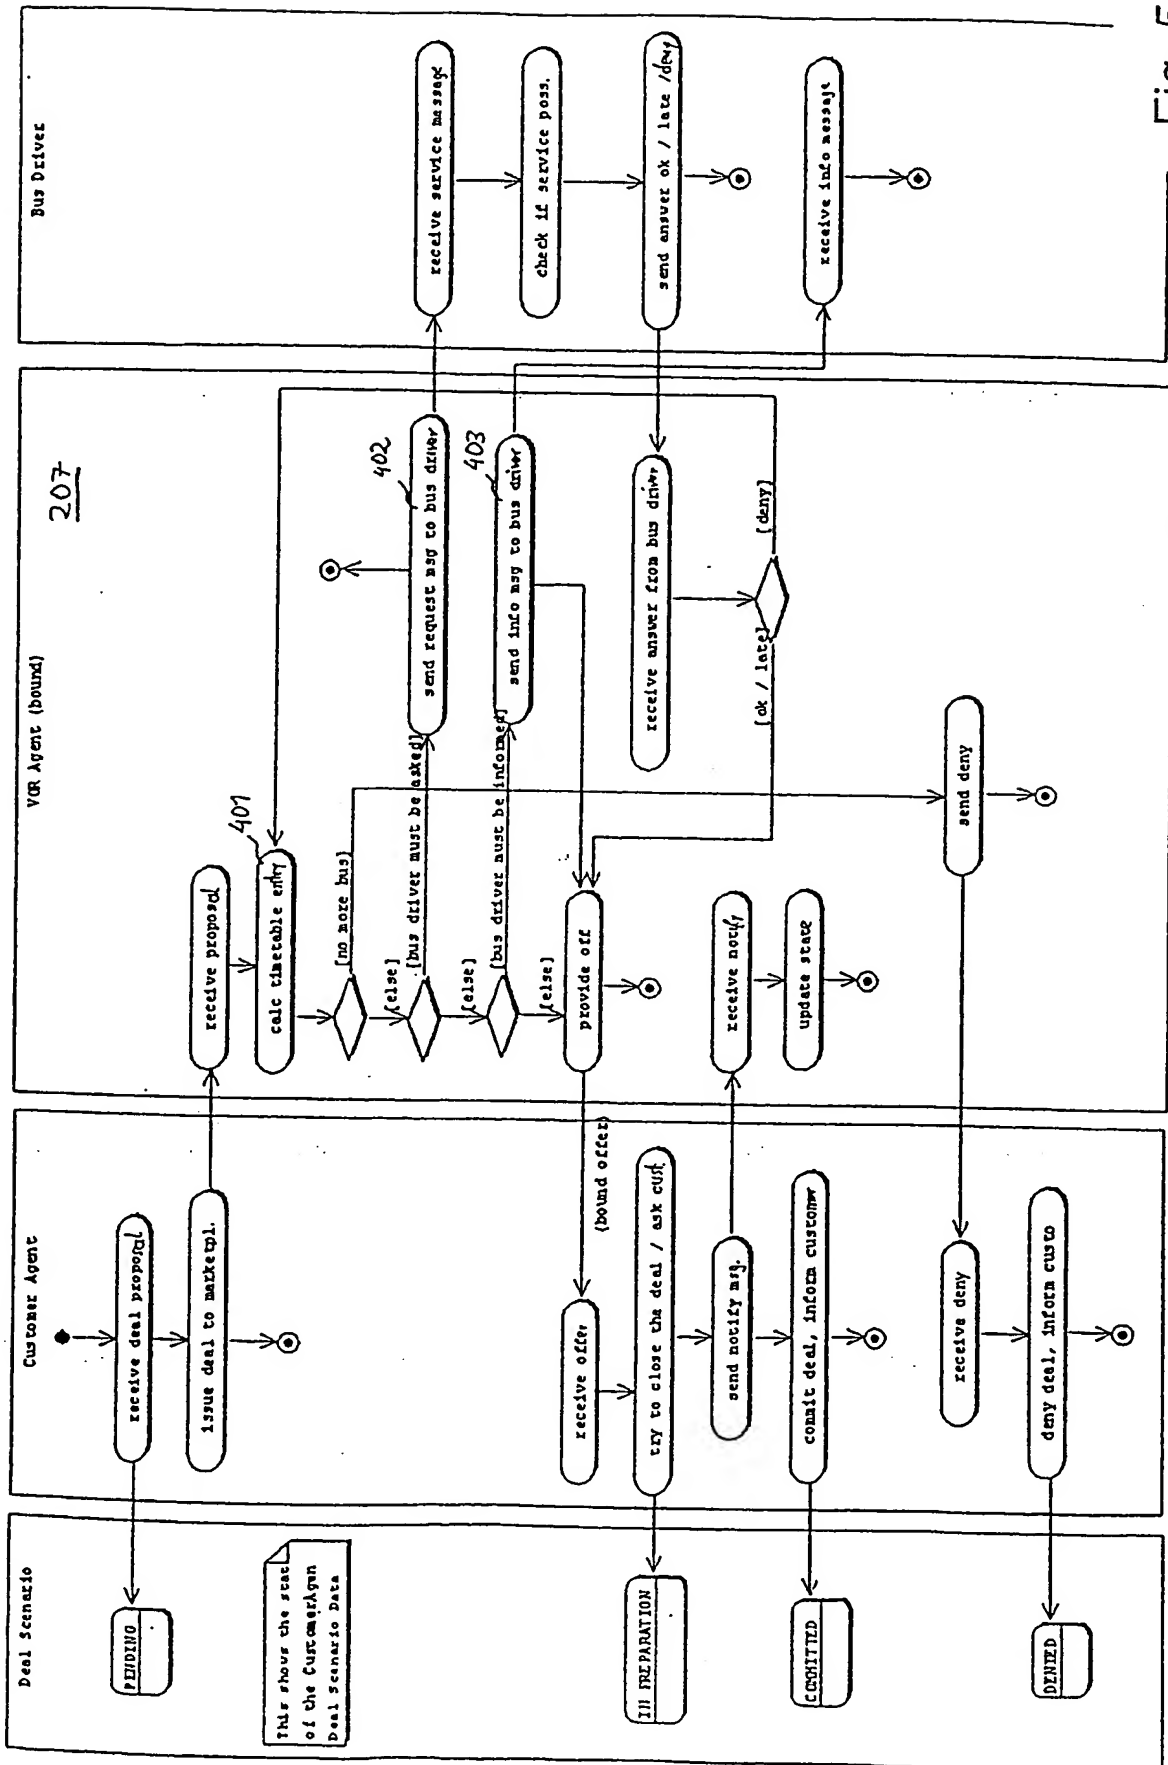 Deal Scenario
PENDING
This shows the stat
of the CustomerAgen
Deal Scenario Data
IN PREPARATION
COMMITTED
DENIED
Customer Agent
receive deal proposal
issue deal to marketpl.
receive offer
(bound offer)
try to close the deal / ask cust
send notify msg.
commit deal, inform customer
receive deny
deny deal, inform custo
VOR Agent (bound)
207
receive proposal
401
calc timetable entry
[no more bus]
[else]
[bus driver must be asked]
402
send request msg to bus driver
[else]
[bus driver must be informed]
403
send info msg to bus driver
[else]
provide off
receive answer from bus driver
[ok / late]
[deny]
receive notify
update state
send deny
Bus Driver
receive service message
check if service poss.
send answer ok / late / deny
receive info message